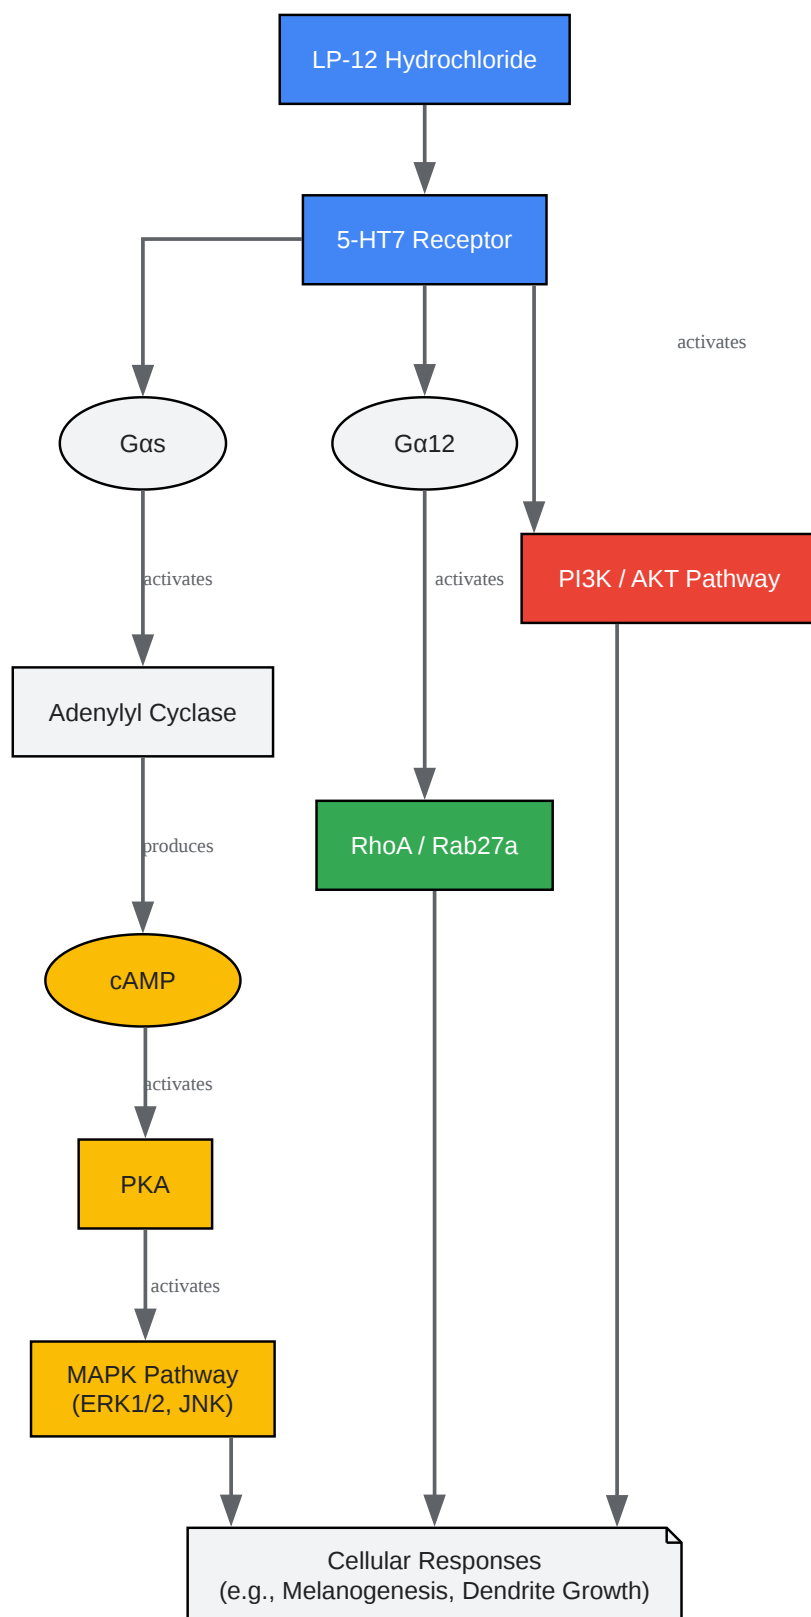 LP-12 Hydrochloride
5-HT7 Receptor
activates
Gαs
Gα12
activates
activates
PI3K / AKT Pathway
Adenylyl Cyclase
produces
RhoA / Rab27a
cAMP
activates
PKA
activates
MAPK Pathway
(ERK1/2, JNK)
Cellular Responses
(e.g., Melanogenesis, Dendrite Growth)